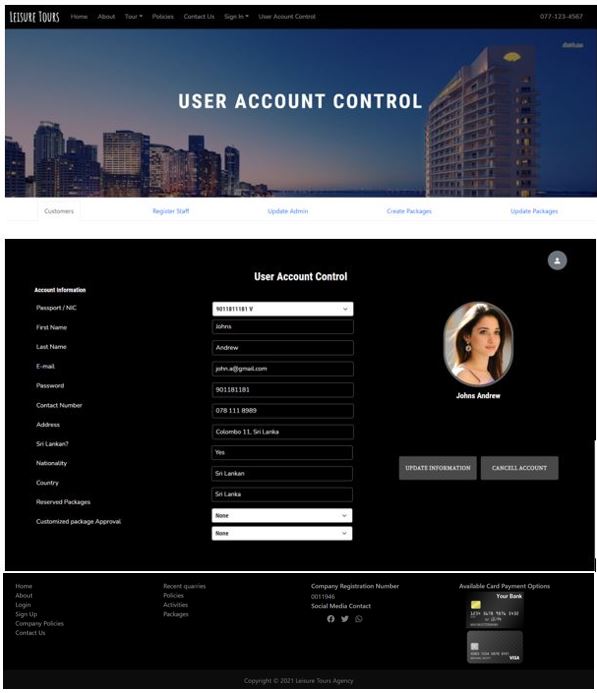 LEISURE TOURS Home About Tour Policies Contact Us Sign In User Acount Control 077-123-4567
USER ACCOUNT CONTROL
Customers Register Staff Update Admin Create Packages Update Packages
User Account Control
Account Information
Passport / NIC 9011811181 V
First Name Johns
Last Name Andrew
E-mail john.a@gmail.com
Password 901181181
Contact Number 078 111 8989
Address Colombo 11, Sri Lanka
Sri Lankan? Yes
Nationality Sri Lankan
Country Sri Lanka
Reserved Packages None
Customized package Approval None
Johns Andrew
UPDATE INFORMATION CANCELL ACCOUNT
Home
About
Login
Sign Up
Company Policies
Contact Us
Recent quarries
Policies
Activities
Packages
Company Registration Number
0011946
Social Media Contact
Available Card Payment Options
Your Bank
1234 5678 9876 5432
VISA
Copyright © 2021 Leisure Tours Agency